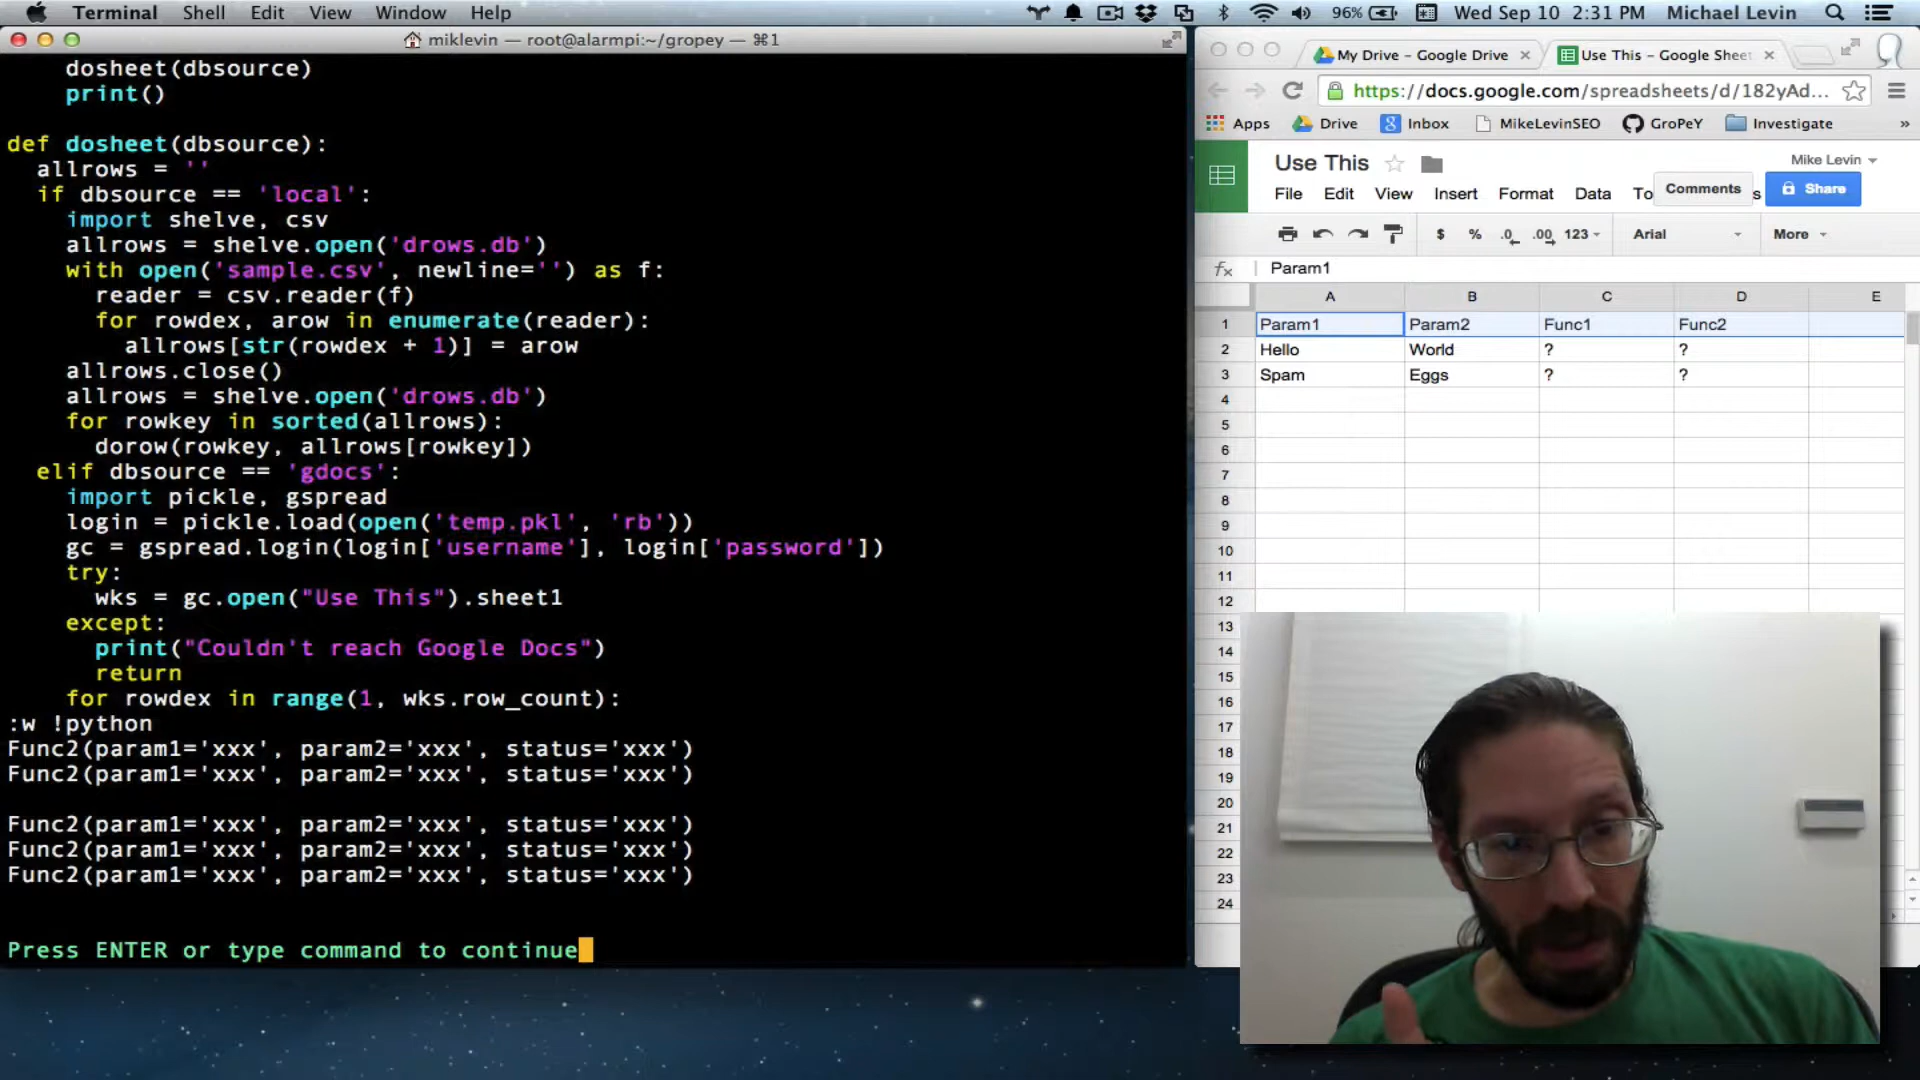 Terminal Shell Edit View Window Help 96% Wed Sep 10 2:31 PM Michael Levin
miklevin — root@alarmpi:~/gropey — ⌘1
dosheet(dbsource)
print()
def dosheet(dbsource):
allrows = ''
if dbsource == 'local':
import shelve, csv
allrows = shelve.open('drows.db')
with open('sample.csv', newline='') as f:
reader = csv.reader(f)
for rowdex, arow in enumerate(reader):
allrows[str(rowdex + 1)] = arow
allrows.close()
allrows = shelve.open('drows.db')
for rowkey in sorted(allrows):
dorow(rowkey, allrows[rowkey])
elif dbsource == 'gdocs':
import pickle, gspread
login = pickle.load(open('temp.pkl', 'rb'))
gc = gspread.login(login['username'], login['password'])
try:
wks = gc.open("Use This").sheet1
except:
print("Couldn't reach Google Docs")
return
for rowdex in range(1, wks.row_count):
:w !python
Func2(param1='xxx', param2='xxx', status='xxx')
Func2(param1='xxx', param2='xxx', status='xxx')
Func2(param1='xxx', param2='xxx', status='xxx')
Func2(param1='xxx', param2='xxx', status='xxx')
Func2(param1='xxx', param2='xxx', status='xxx')
Press ENTER or type command to continue
My Drive – Google Drive × Use This – Google Sheet ×
https://docs.google.com/spreadsheets/d/182yAd...
Apps Drive Inbox MikeLevinSEO GroPeY Investigate »
Use This Mike Levin
File Edit View Insert Format Data To Comments s Share
$ % .0 .00 123 Arial More
fx Param1
A B C D E
1 Param1 Param2 Func1 Func2
2 Hello World ? ?
3 Spam Eggs ? ?
4
5
6
7
8
9
10
11
12
13
14
15
16
17
18
19
20
21
22
23
24